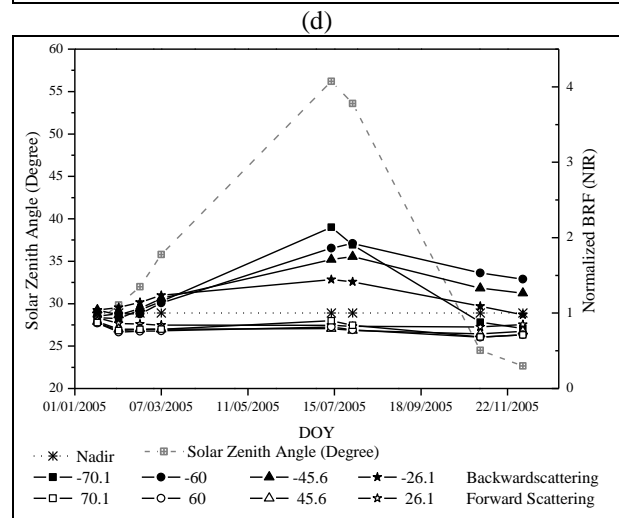 (d)
60
55
50
45
40
35
30
25
20
Solar Zenith Angle (Degree)
4
3
2
1
0
Normalized BRF (NIR)
01/01/2005 07/03/2005 11/05/2005 15/07/2005 18/09/2005 22/11/2005
DOY
Nadir Solar Zenith Angle (Degree)
-70.1 -60 -45.6 -26.1 Backwardscattering
70.1 60 45.6 26.1 Forward Scattering